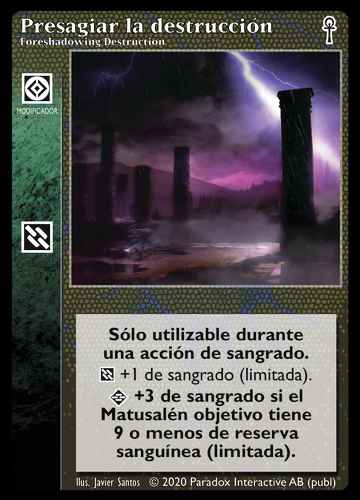 Presagiar la destrucción
Foreshadowing Destruction
MODIFICADOR
Sólo utilizable durante
una acción de sangrado.
+1 de sangrado (limitada).
+3 de sangrado si el
Matusalén objetivo tiene
9 o menos de reserva
sanguínea (limitada).
Ilus. Javier Santos © 2020 Paradox Interactive AB (publ)